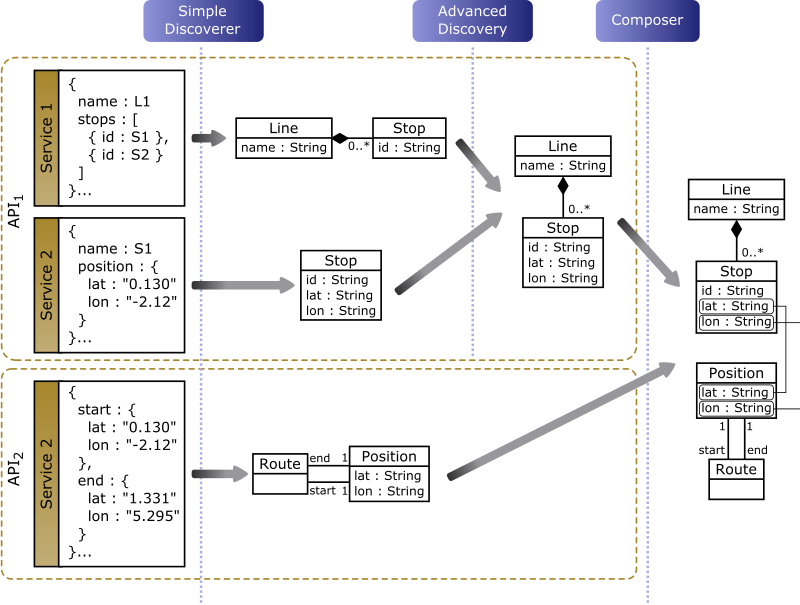 Simple
Discoverer
Advanced
Discovery
Composer
API1
Service 1
{
name : L1
stops : [
{ id : S1 },
{ id : S2 }
]
}...
Line
name : String
0..*
Stop
id : String
Service 2
{
name : S1
position : {
lat : "0.130"
lon : "-2.12"
}
}...
Stop
id : String
lat : String
lon : String
Line
name : String
0..*
Stop
id : String
lat : String
lon : String
API2
Service 2
{
start : {
lat : "0.130"
lon : "-2.12"
},
end : {
lat : "1.331"
lon : "5.295"
}
}...
Route
end 1
start 1
Position
lat : String
lon : String
Line
name : String
0..*
Stop
id : String
lat : String
lon : String
Position
lat : String
lon : String
1 1
start end
Route